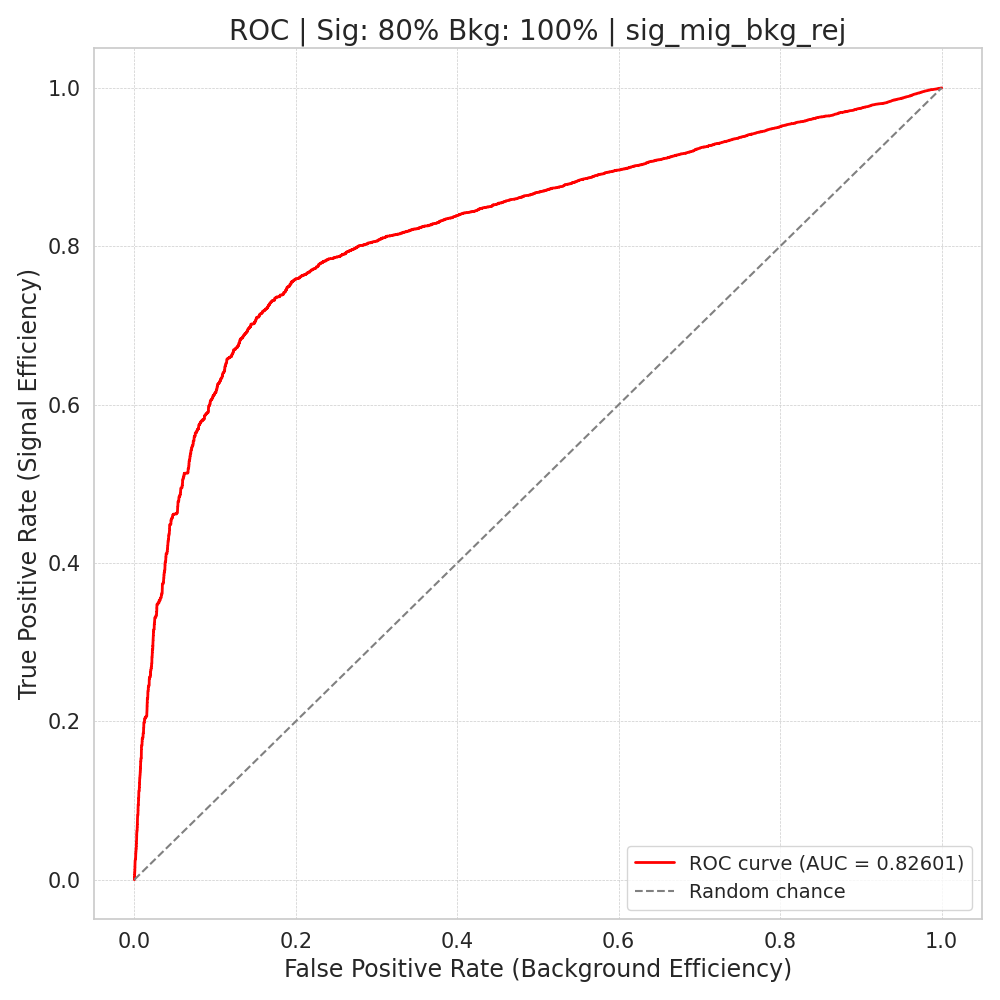 ROC | Sig: 80% Bkg: 100% | sig_mig_bkg_rej
True Positive Rate (Signal Efficiency)
1.0
0.8
0.6
0.4
0.2
0.0
ROC curve (AUC = 0.82601)
Random chance
0.0 0.2 0.4 0.6 0.8 1.0
False Positive Rate (Background Efficiency)